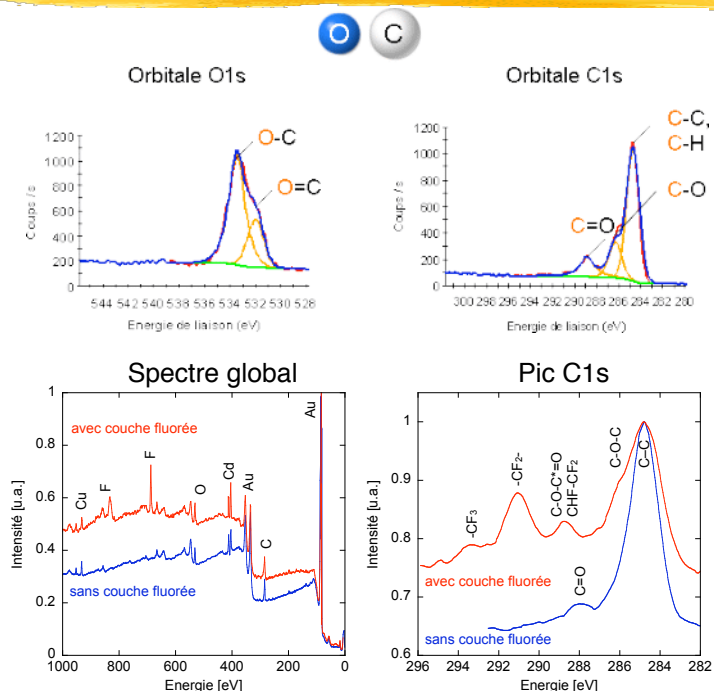 O C
Orbitale O1s
1200
1000
800
600
400
200
0
Coups / s
O-C
O=C
544 542 540 538 536 534 532 530 528
Energie de liaison (eV)
Orbitale C1s
1200
1000
800
600
400
200
0
Coups / s
C-C,
C-H
C-O
C=O
300 298 296 294 292 290 288 286 284 282 280
Energie de liaison (eV)
Spectre global
1
0.8
0.6
0.4
0.2
0
Intensité [u.a.]
avec couche fluorée
Cu
F
F
O
Cd
Au
C
Au
sans couche fluorée
1000 800 600 400 200 0
Energie [eV]
Pic C1s
1
0.9
0.8
0.7
0.6
Intensité [u.a.]
-CF3
-CF2-
C-O-C*=O
CHF-CF2
C-O-C
C-C
C=O
avec couche fluorée
sans couche fluorée
296 294 292 290 288 286 284 282
Energie [eV]